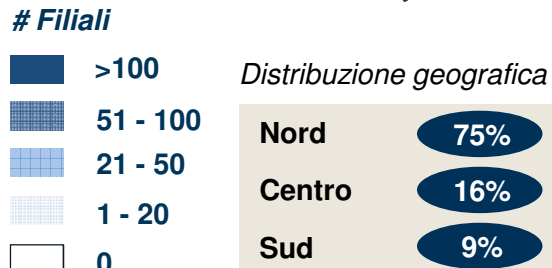 # Filiali
>100
51 - 100
21 - 50
1 - 20
0
Distribuzione geografica
Nord 75%
Centro 16%
Sud 9%